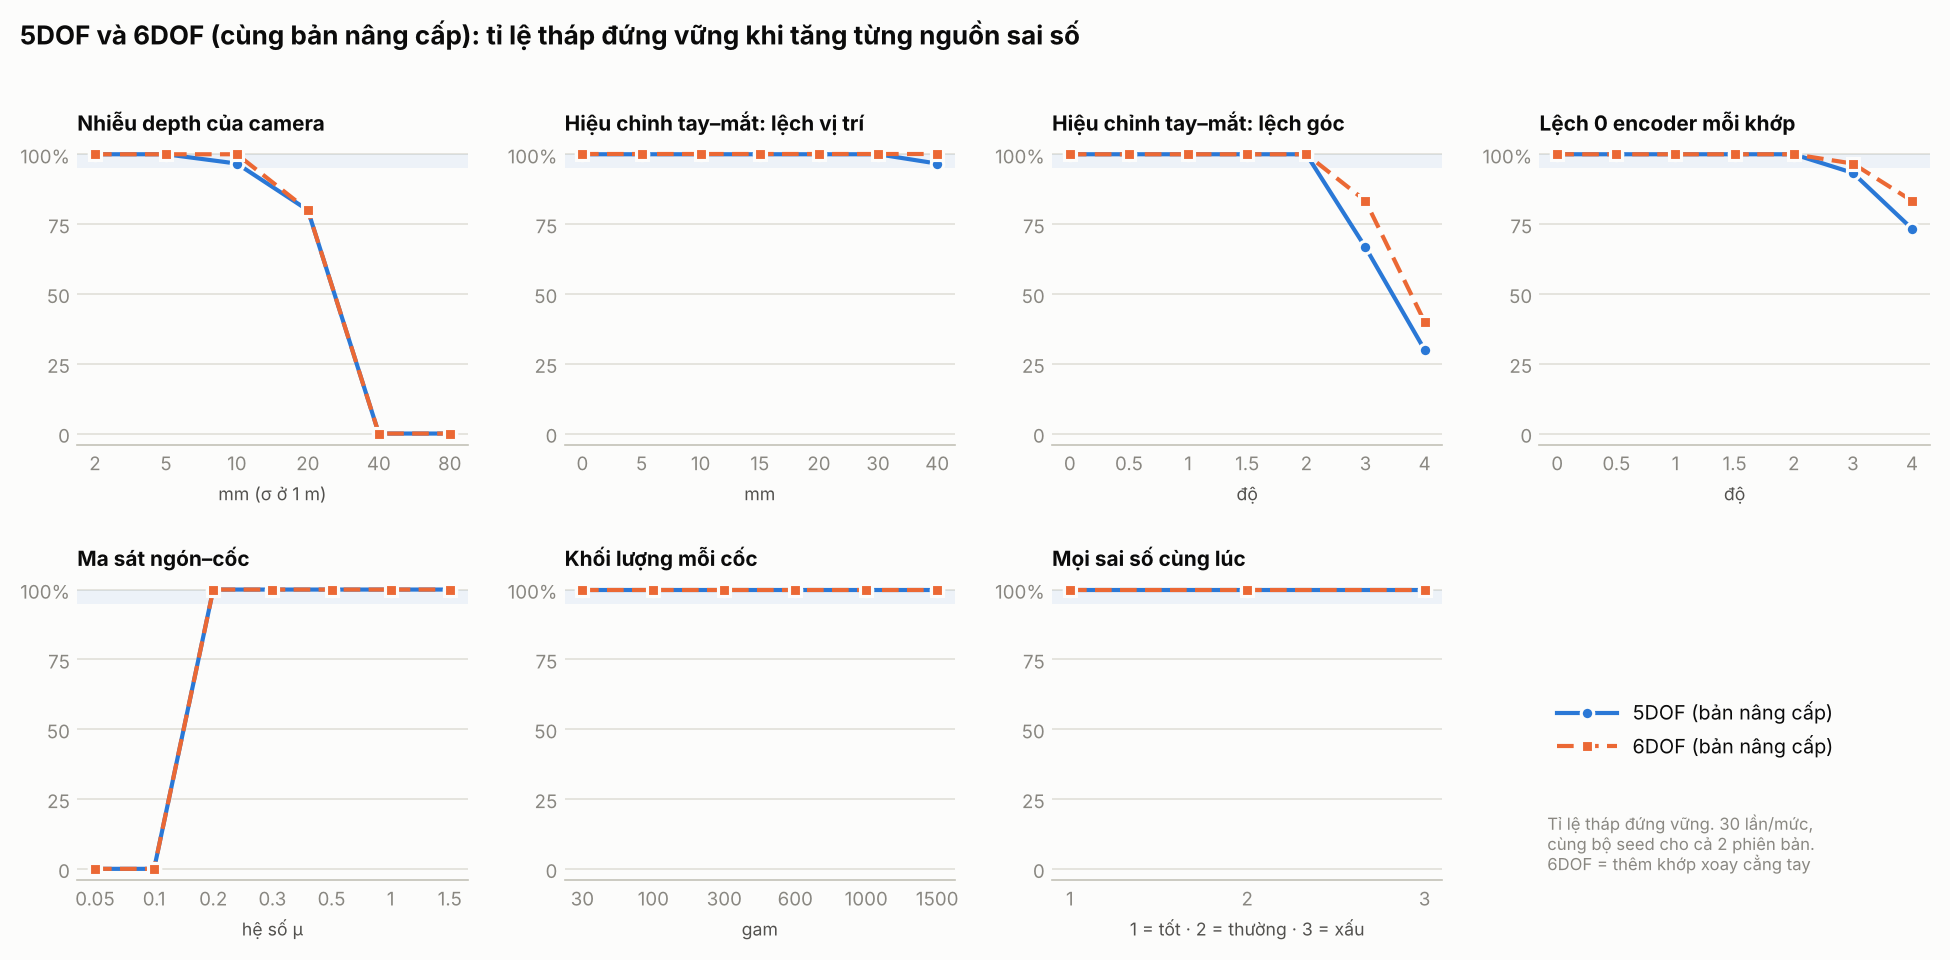 5DOF và 6DOF (cùng bản nâng cấp): tỉ lệ tháp đứng vững khi tăng từng nguồn sai số
Nhiễu depth của camera
100%
75
50
25
0
2 5 10 20 40 80
mm (σ ở 1 m)
Hiệu chỉnh tay–mắt: lệch vị trí
100%
75
50
25
0
0 5 10 15 20 30 40
mm
Hiệu chỉnh tay–mắt: lệch góc
100%
75
50
25
0
0 0.5 1 1.5 2 3 4
độ
Lệch 0 encoder mỗi khớp
100%
75
50
25
0
0 0.5 1 1.5 2 3 4
độ
Ma sát ngón–cốc
100%
75
50
25
0
0.05 0.1 0.2 0.3 0.5 1 1.5
hệ số µ
Khối lượng mỗi cốc
100%
75
50
25
0
30 100 300 600 1000 1500
gam
Mọi sai số cùng lúc
100%
75
50
25
0
1 2 3
1 = tốt · 2 = thường · 3 = xấu
5DOF (bản nâng cấp)
6DOF (bản nâng cấp)
Tỉ lệ tháp đứng vững. 30 lần/mức,
cùng bộ seed cho cả 2 phiên bản.
6DOF = thêm khớp xoay cẳng tay